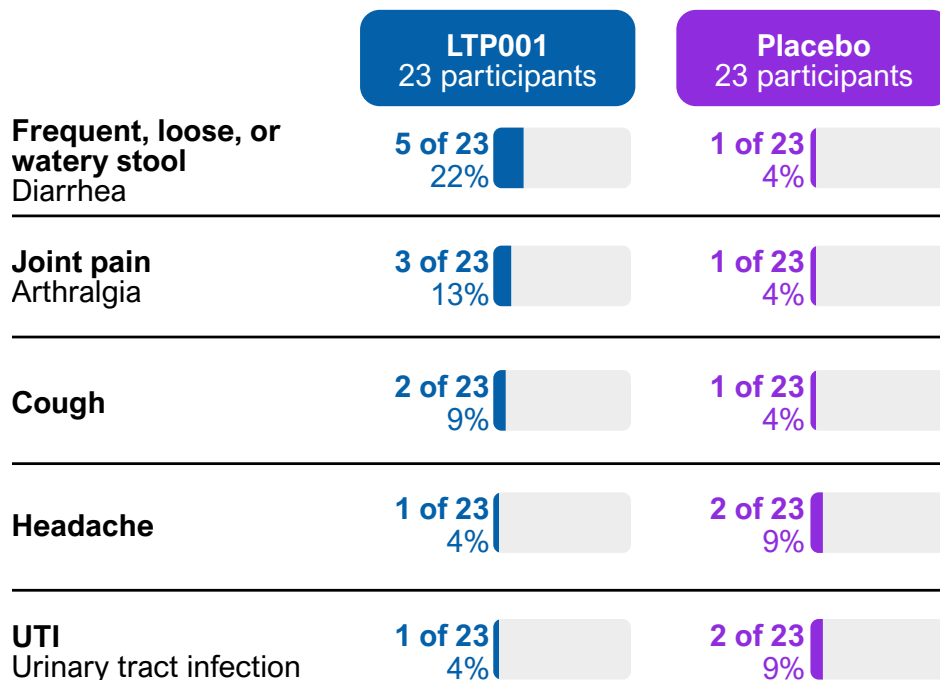 LTP001
23 participants
Placebo
23 participants
Frequent, loose, or
watery stool
Diarrhea
5 of 23
22%
1 of 23
4%
Joint pain
Arthralgia
3 of 23
13%
1 of 23
4%
Cough
2 of 23
9%
1 of 23
4%
Headache
1 of 23
4%
2 of 23
9%
UTI
Urinary tract infection
1 of 23
4%
2 of 23
9%